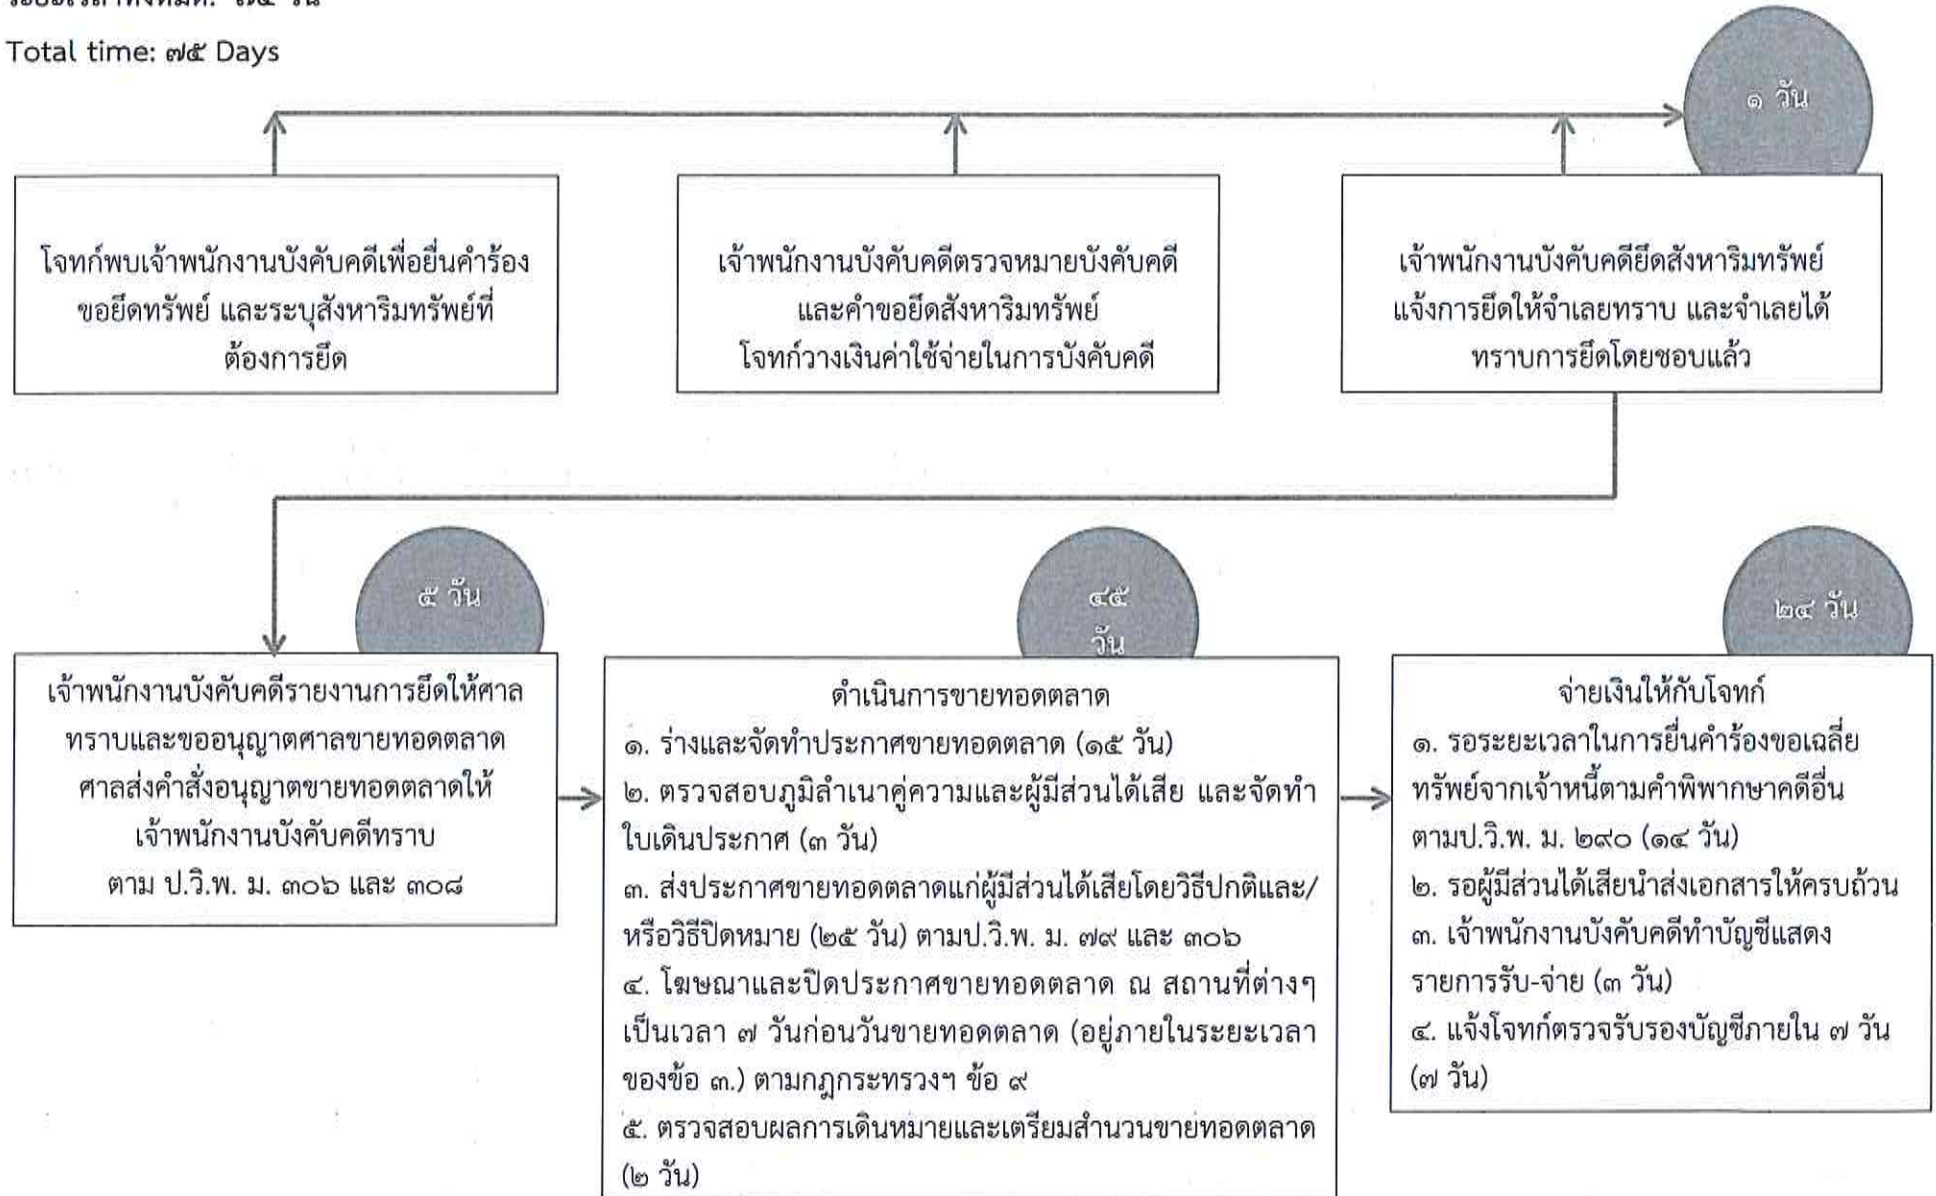 ระยะเวลาทั้งหมด: ๗๕ วัน
Total time: ๗๕ Days
๑ วัน
โจทก์พบเจ้าพนักงานบังคับคดีเพื่อยื่นคำร้อง
ขอยึดทรัพย์ และระบุสังหาริมทรัพย์ที่
ต้องการยึด
เจ้าพนักงานบังคับคดีตรวจหมายบังคับคดี
และคำขอยึดสังหาริมทรัพย์
โจทก์วางเงินค่าใช้จ่ายในการบังคับคดี
เจ้าพนักงานบังคับคดียึดสังหาริมทรัพย์
แจ้งการยึดให้จำเลยทราบ และจำเลยได้
ทราบการยึดโดยชอบแล้ว
๕ วัน
เจ้าพนักงานบังคับคดีรายงานการยึดให้ศาล
ทราบและขออนุญาตศาลขายทอดตลาด
ศาลส่งคำสั่งอนุญาตขายทอดตลาดให้
เจ้าพนักงานบังคับคดีทราบ
ตาม ป.วิ.พ. ม. ๓๐๖ และ ๓๐๘
๔๕
วัน
ดำเนินการขายทอดตลาด
๑. ร่างและจัดทำประกาศขายทอดตลาด (๑๕ วัน)
๒. ตรวจสอบภูมิลำเนาคู่ความและผู้มีส่วนได้เสีย และจัดทำ
ใบเดินประกาศ (๓ วัน)
๓. ส่งประกาศขายทอดตลาดแก่ผู้มีส่วนได้เสียโดยวิธีปกติและ/
หรือวิธีปิดหมาย (๒๕ วัน) ตามป.วิ.พ. ม. ๗๙ และ ๓๐๖
๔. โฆษณาและปิดประกาศขายทอดตลาด ณ สถานที่ต่างๆ
เป็นเวลา ๗ วันก่อนวันขายทอดตลาด (อยู่ภายในระยะเวลา
ของข้อ ๓.) ตามกฎกระทรวงฯ ข้อ ๙
๕. ตรวจสอบผลการเดินหมายและเตรียมสำนวนขายทอดตลาด
(๒ วัน)
๒๔ วัน
จ่ายเงินให้กับโจทก์
๑. รอระยะเวลาในการยื่นคำร้องขอเฉลี่ย
ทรัพย์จากเจ้าหนี้ตามคำพิพากษาคดีอื่น
ตามป.วิ.พ. ม. ๒๙๐ (๑๔ วัน)
๒. รอผู้มีส่วนได้เสียนำส่งเอกสารให้ครบถ้วน
๓. เจ้าพนักงานบังคับคดีทำบัญชีแสดง
รายการรับ-จ่าย (๓ วัน)
๔. แจ้งโจทก์ตรวจรับรองบัญชีภายใน ๗ วัน
(๗ วัน)